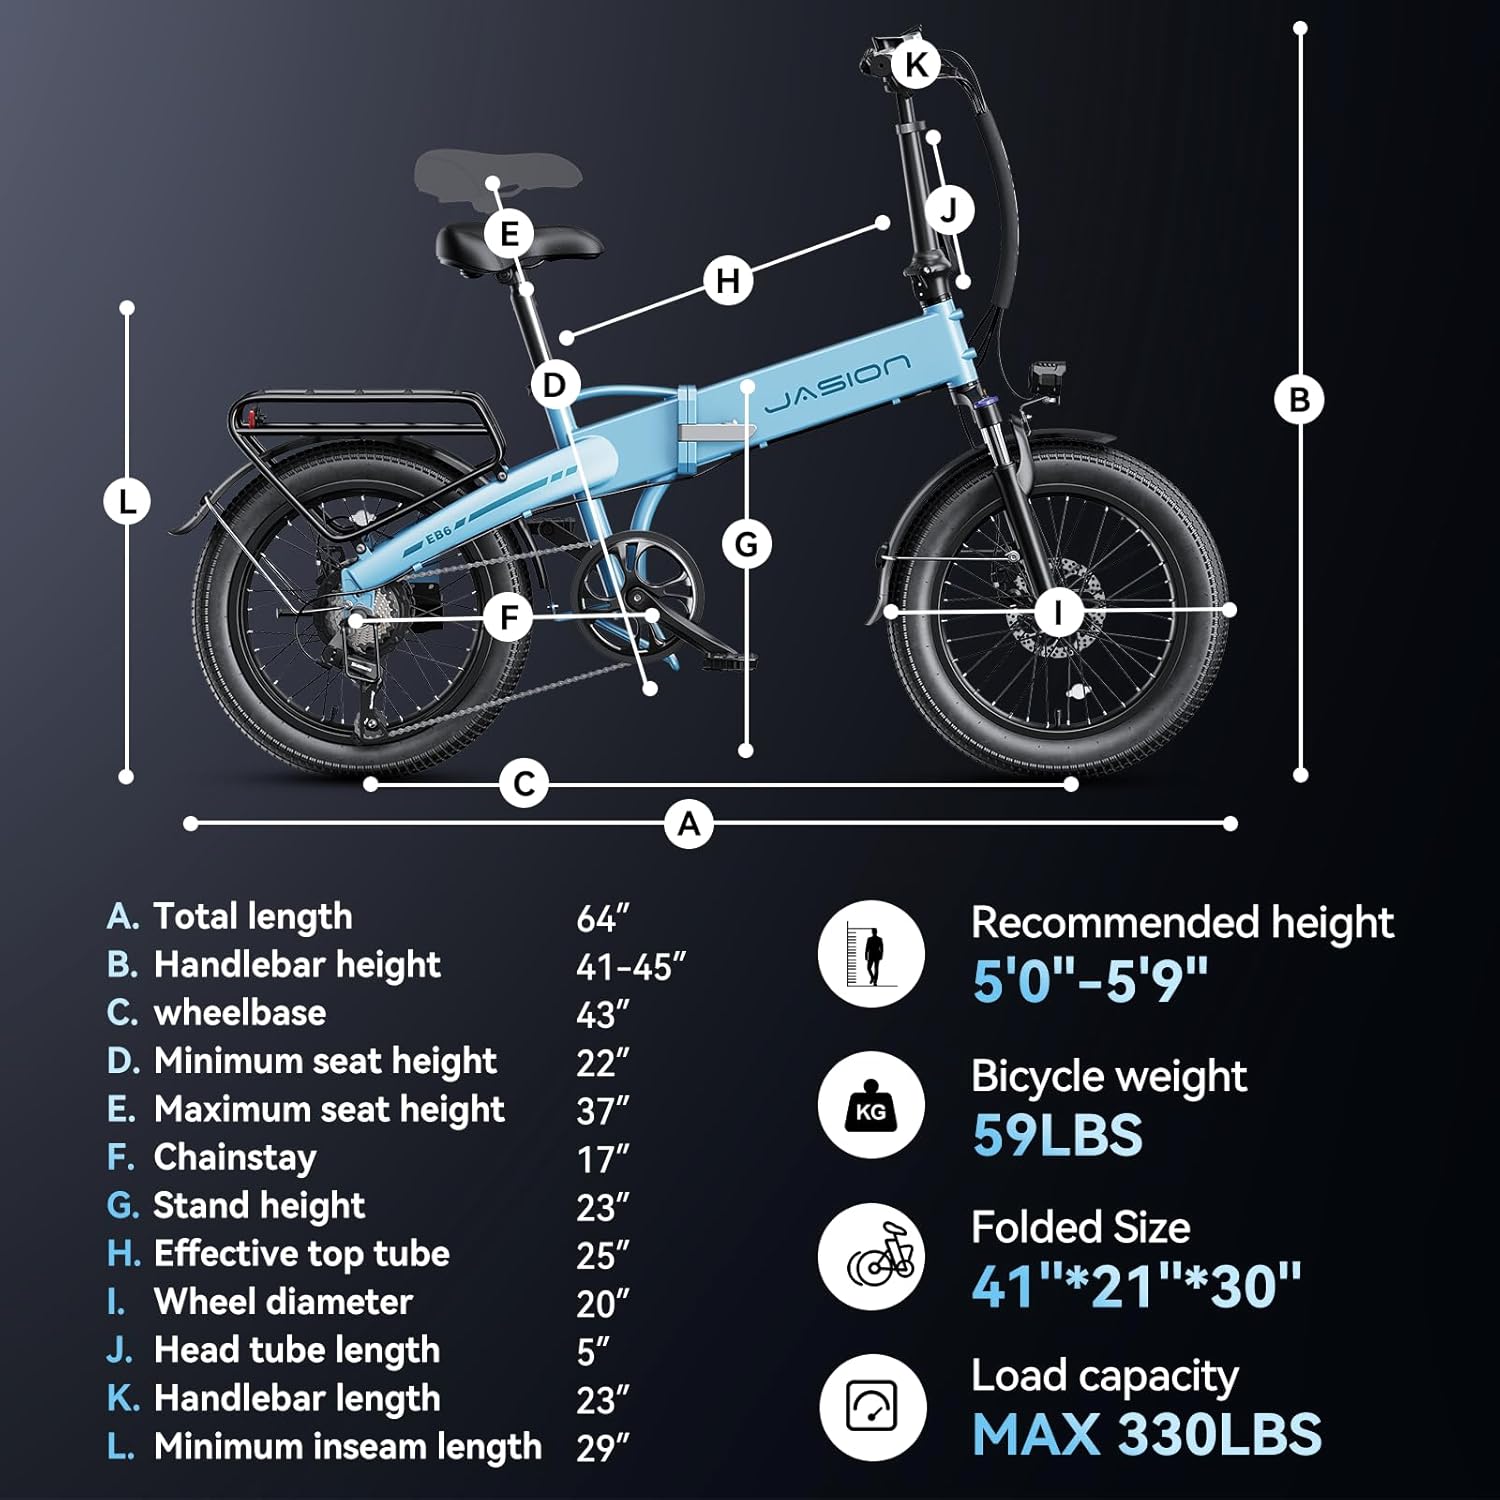 K
E
J
H
JASION
D
B
L
EB6
G
F
I
C
A
A. Total length 64"
B. Handlebar height 41-45"
C. wheelbase 43"
D. Minimum seat height 22"
E. Maximum seat height 37"
F. Chainstay 17"
G. Stand height 23"
H. Effective top tube 25"
I. Wheel diameter 20"
J. Head tube length 5"
K. Handlebar length 23"
L. Minimum inseam length 29"
Recommended height
5'0"-5'9"
KG
Bicycle weight
59LBS
Folded Size
41"*21"*30"
Load capacity
MAX 330LBS